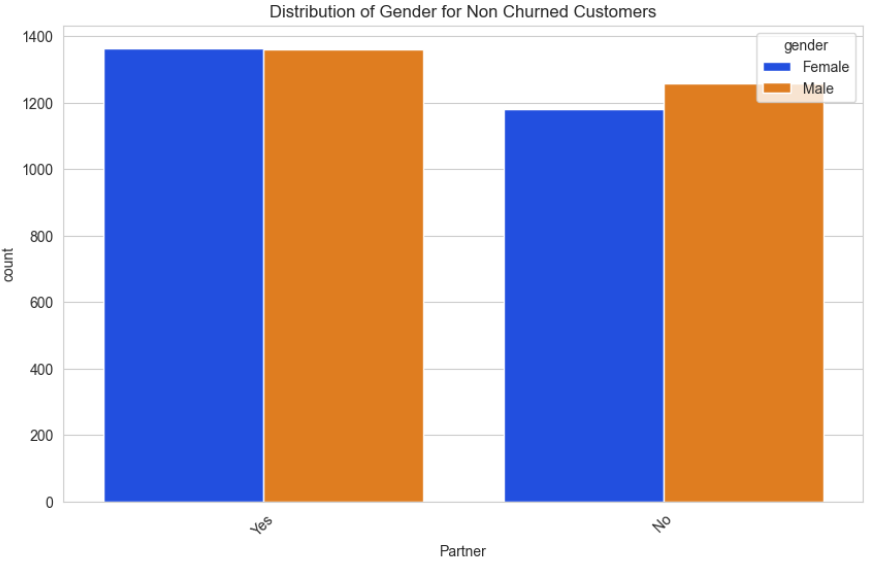 Distribution of Gender for Non Churned Customers
1400
1200
1000
800
600
400
200
0
count
gender
Female
Male
Yes
No
Partner